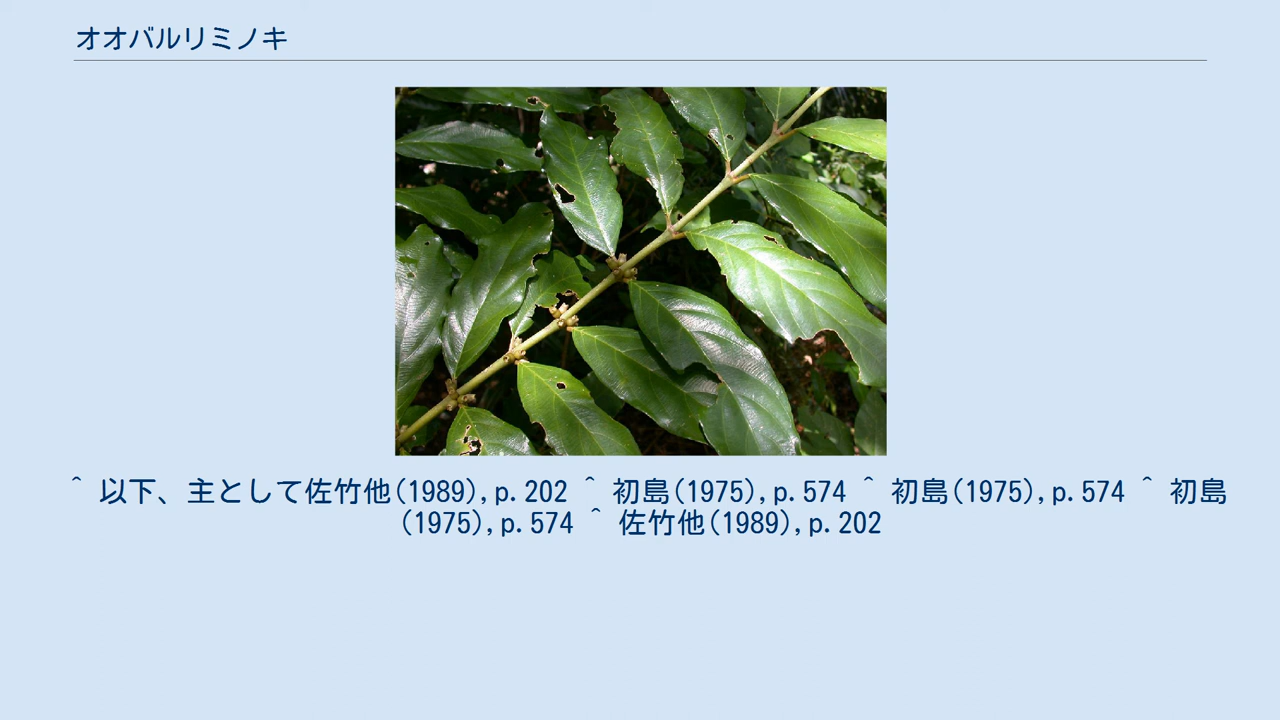 オオバルリミノキ
^ 以下、主として佐竹他(1989),p.202 ^ 初島(1975),p.574 ^ 初島(1975),p.574 ^ 初島
(1975),p.574 ^ 佐竹他(1989),p.202